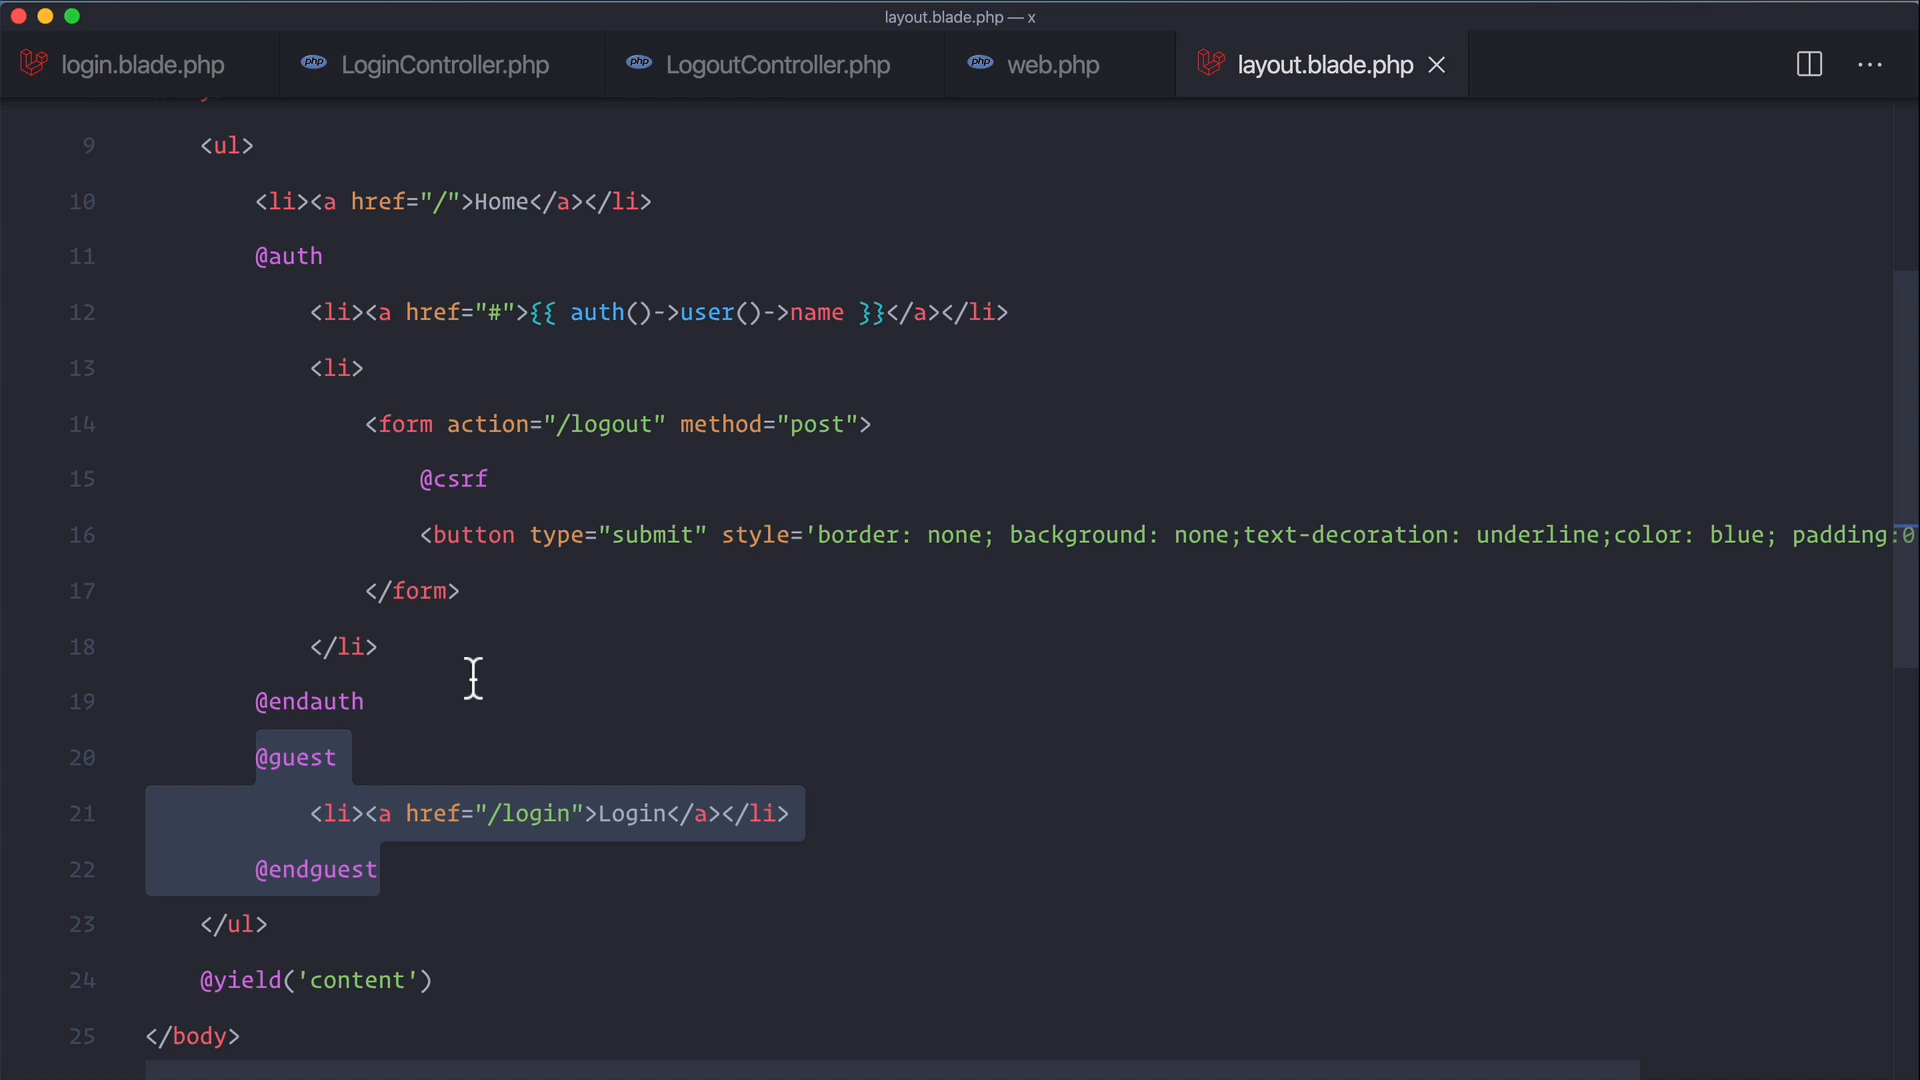 layout.blade.php — x
login.blade.php
php LoginController.php
php LogoutController.php
php web.php
layout.blade.php
9 <ul>
10 <li><a href="/">Home</a></li>
11 @auth
12 <li><a href="#">{{ auth()->user()->name }}</a></li>
13 <li>
14 <form action="/logout" method="post">
15 @csrf
16 <button type="submit" style='border: none; background: none;text-decoration: underline;color: blue; padding:0
17 </form>
18 </li>
19 @endauth
20 @guest
21 <li><a href="/login">Login</a></li>
22 @endguest
23 </ul>
24 @yield('content')
25 </body>